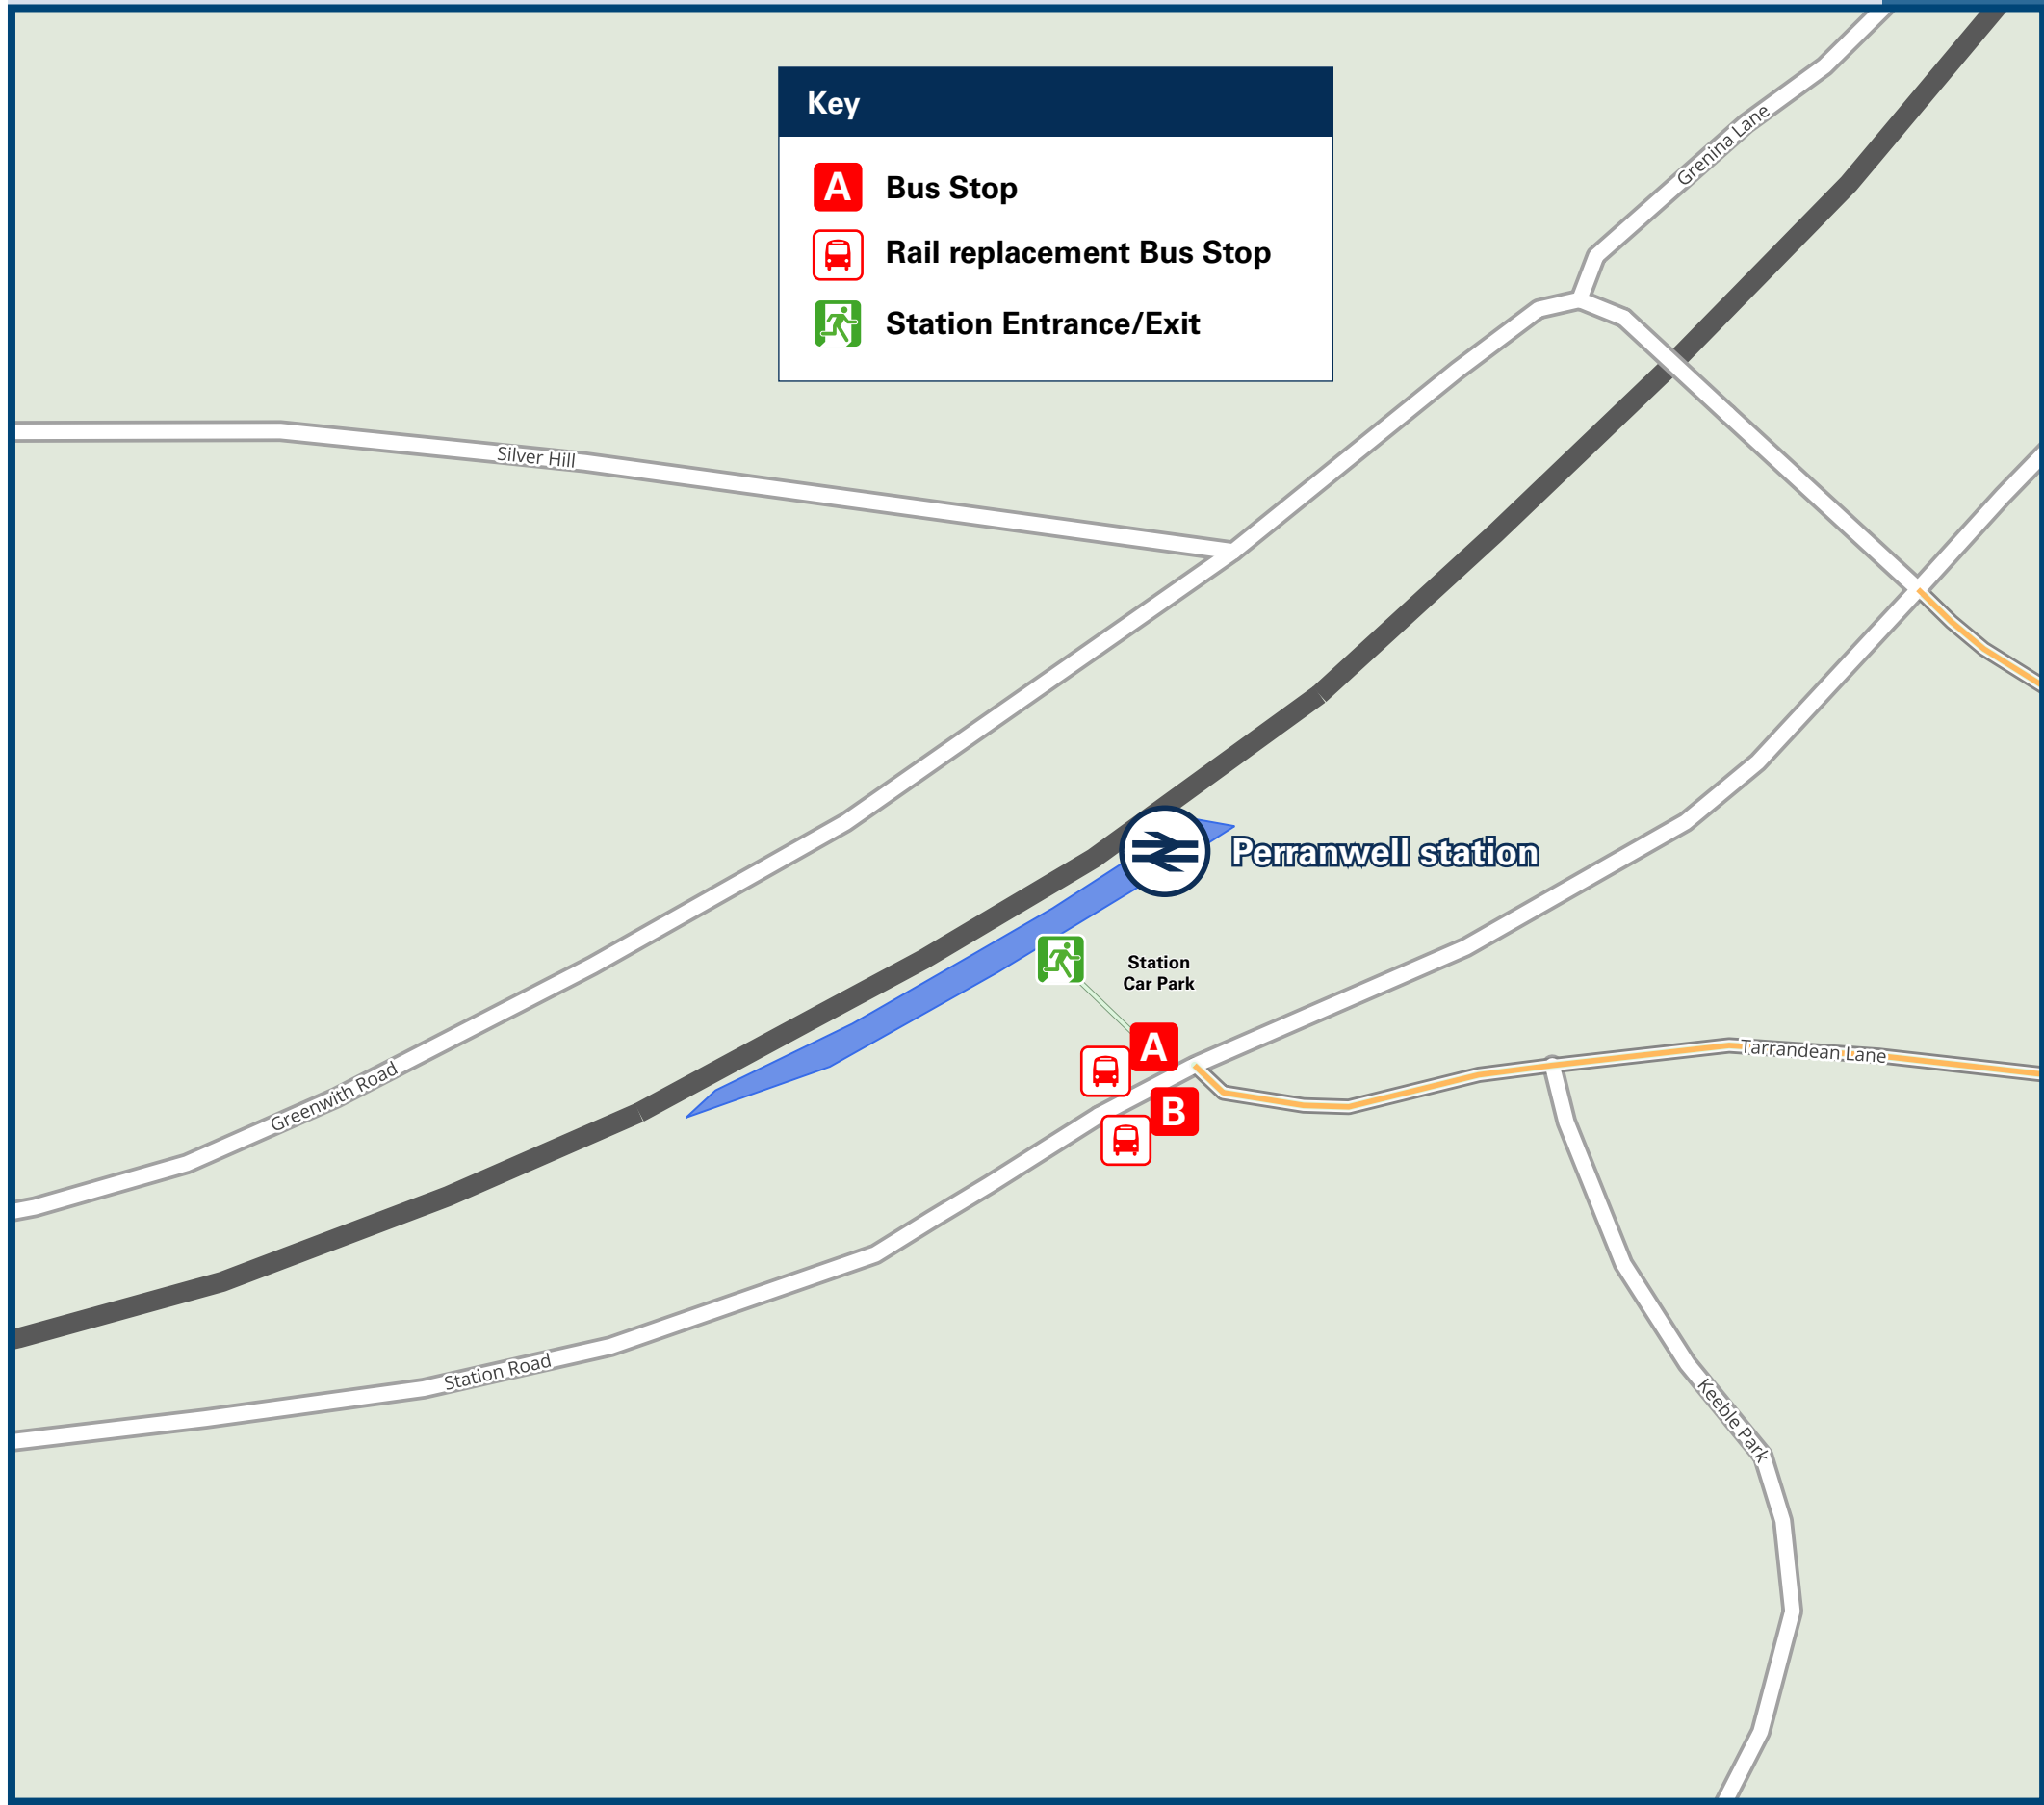 Key
A
Bus Stop
Rail replacement Bus Stop
Station Entrance/Exit
Grenina Lane
Silver Hill
Perranwell station
Station
Car Park
A
B
Tarrandean Lane
Greenwith Road
Station Road
Keeble Park